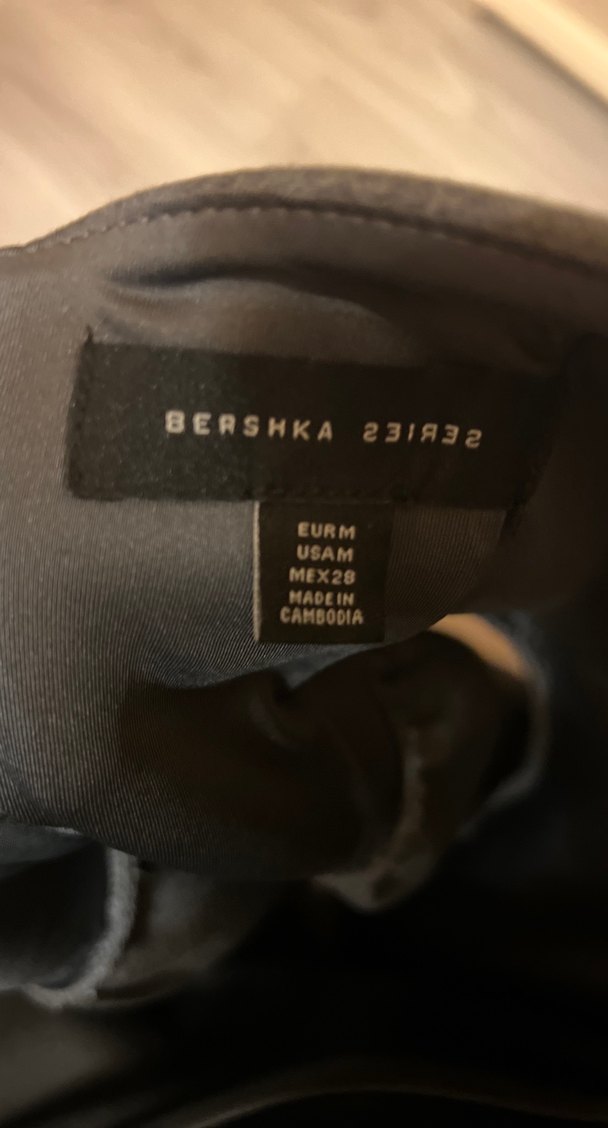 BERSHKA ƧƎIЯƎƧ
EUR M
USA M
MEX 28
MADE IN
CAMBODIA